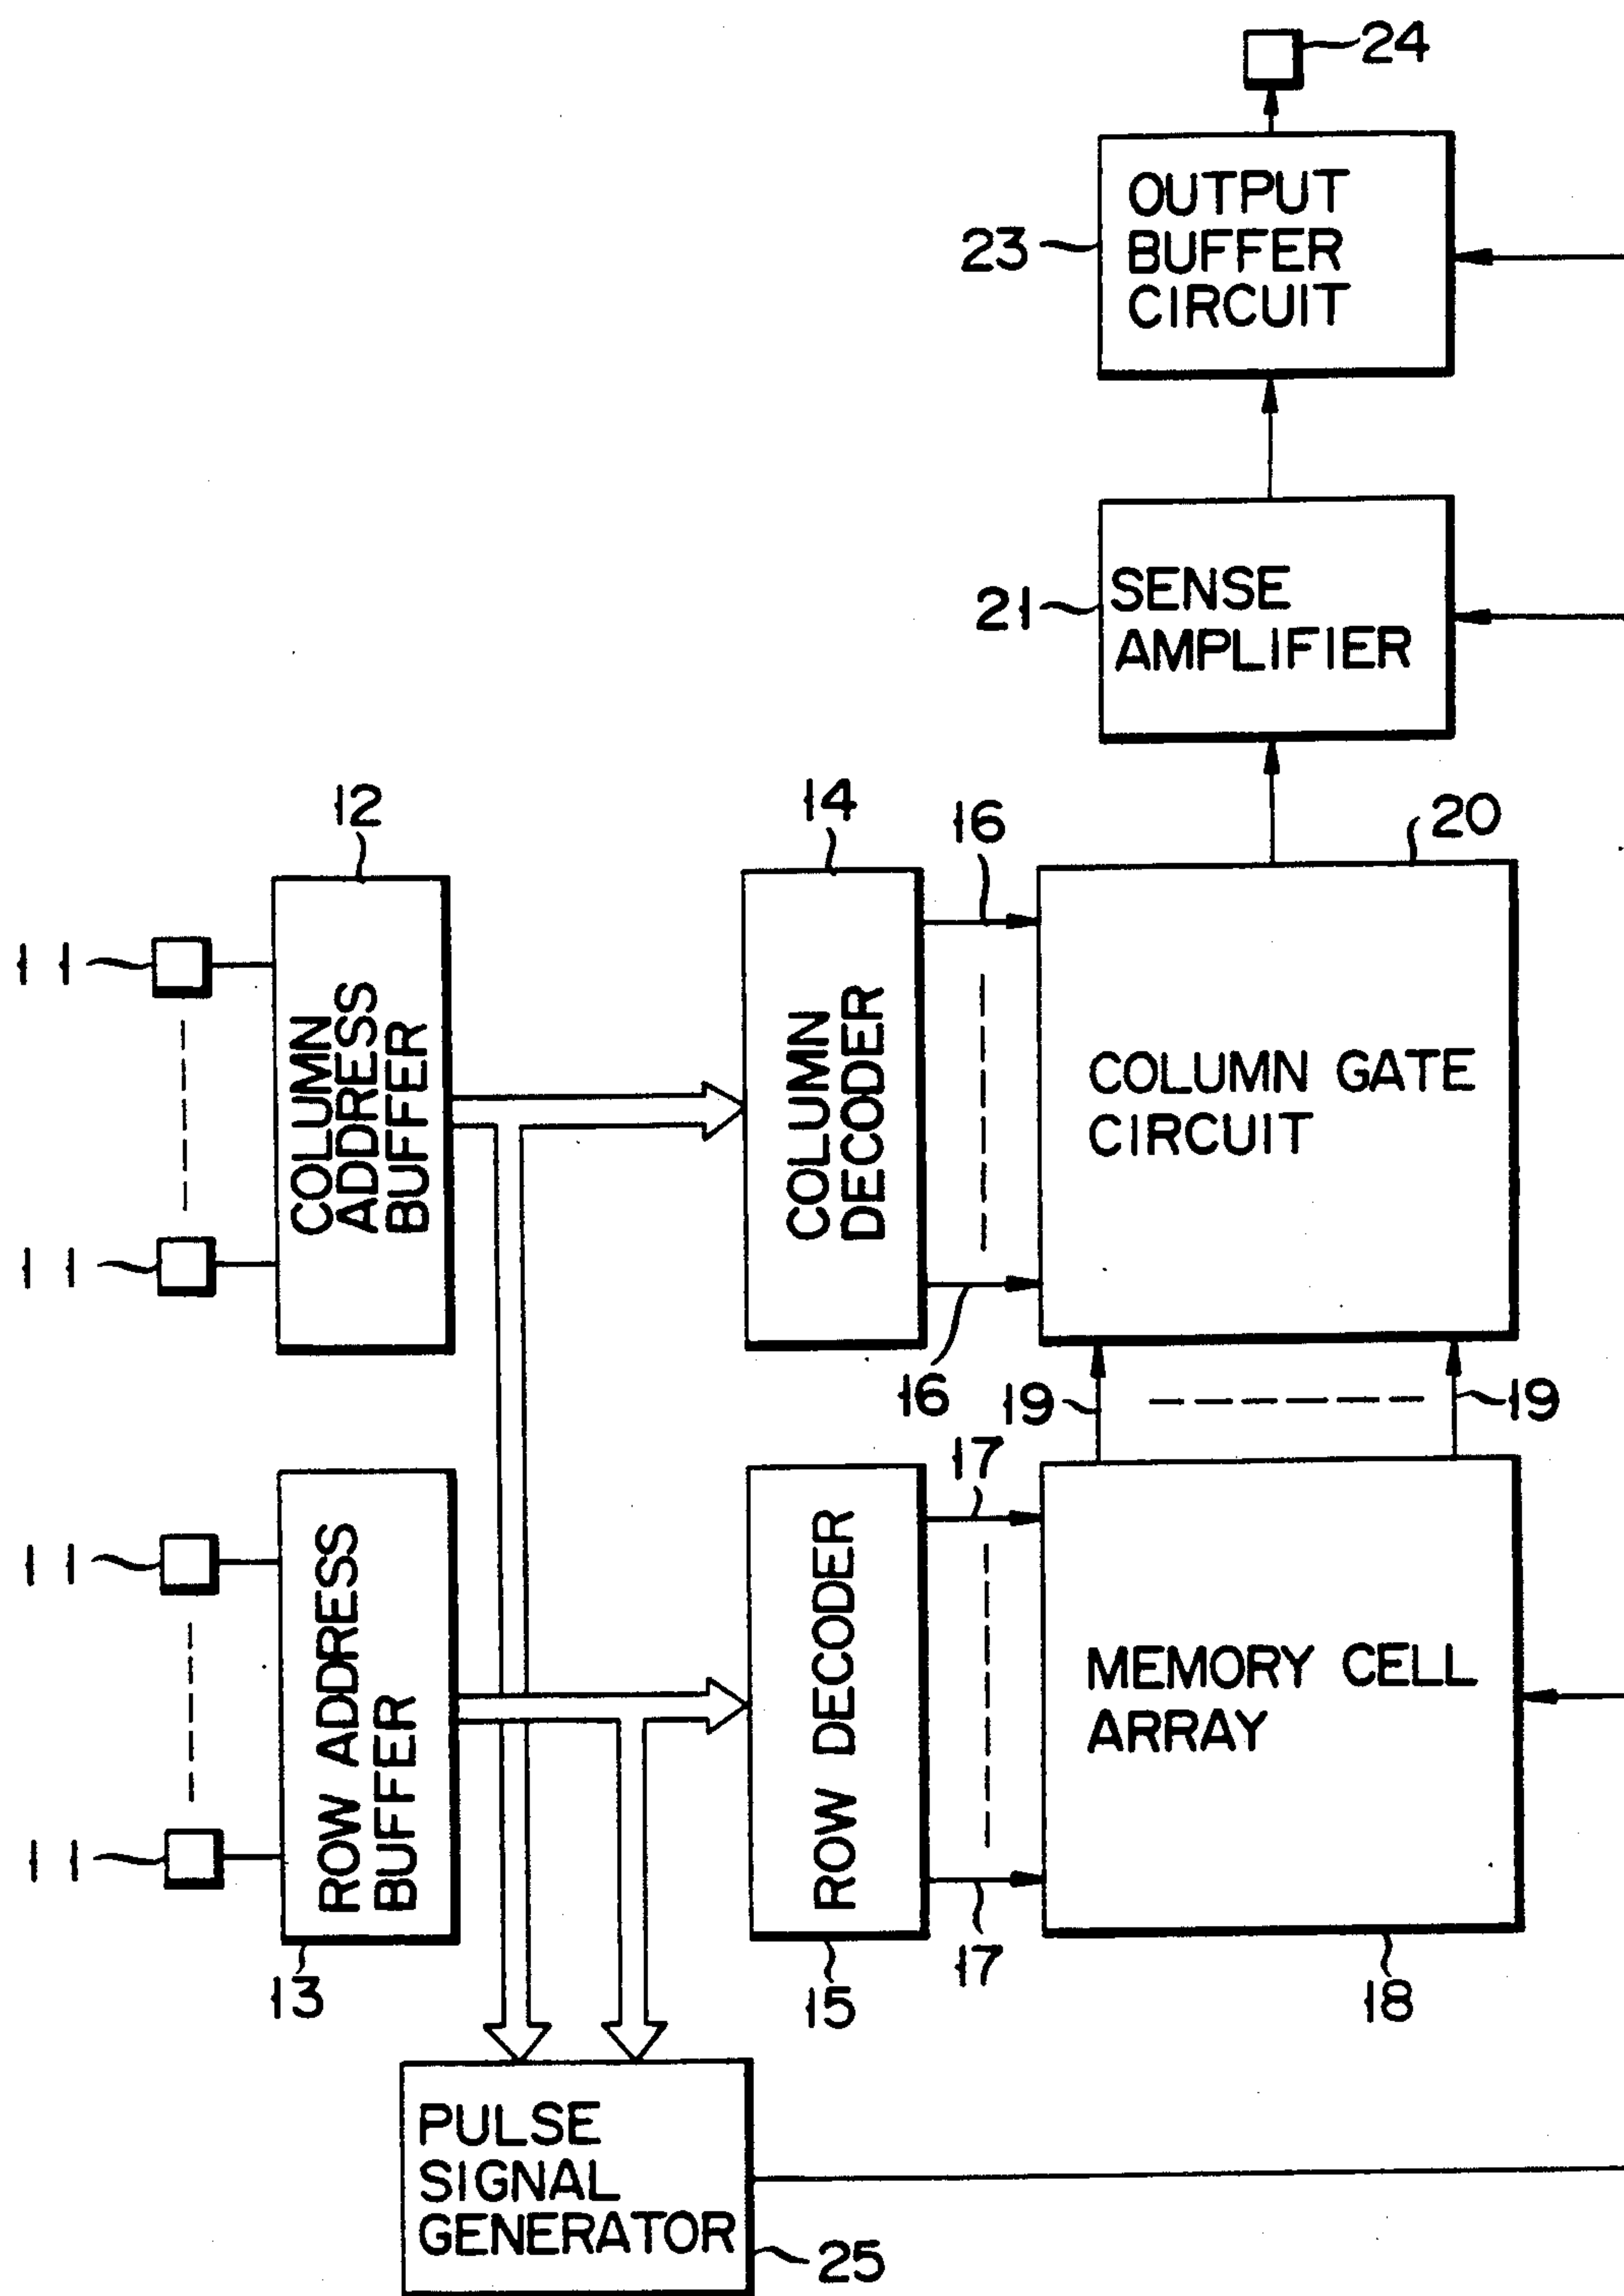 24
OUTPUT
BUFFER
CIRCUIT
23
SENSE
AMPLIFIER
21
12
14
16
20
11
COLUMN
ADDRESS
BUFFER
COLUMN
DECODER
COLUMN GATE
CIRCUIT
11
16
19
19
17
11
ROW ADDRESS
BUFFER
ROW DECODER
MEMORY CELL
ARRAY
11
13
15
17
18
PULSE
SIGNAL
GENERATOR
25